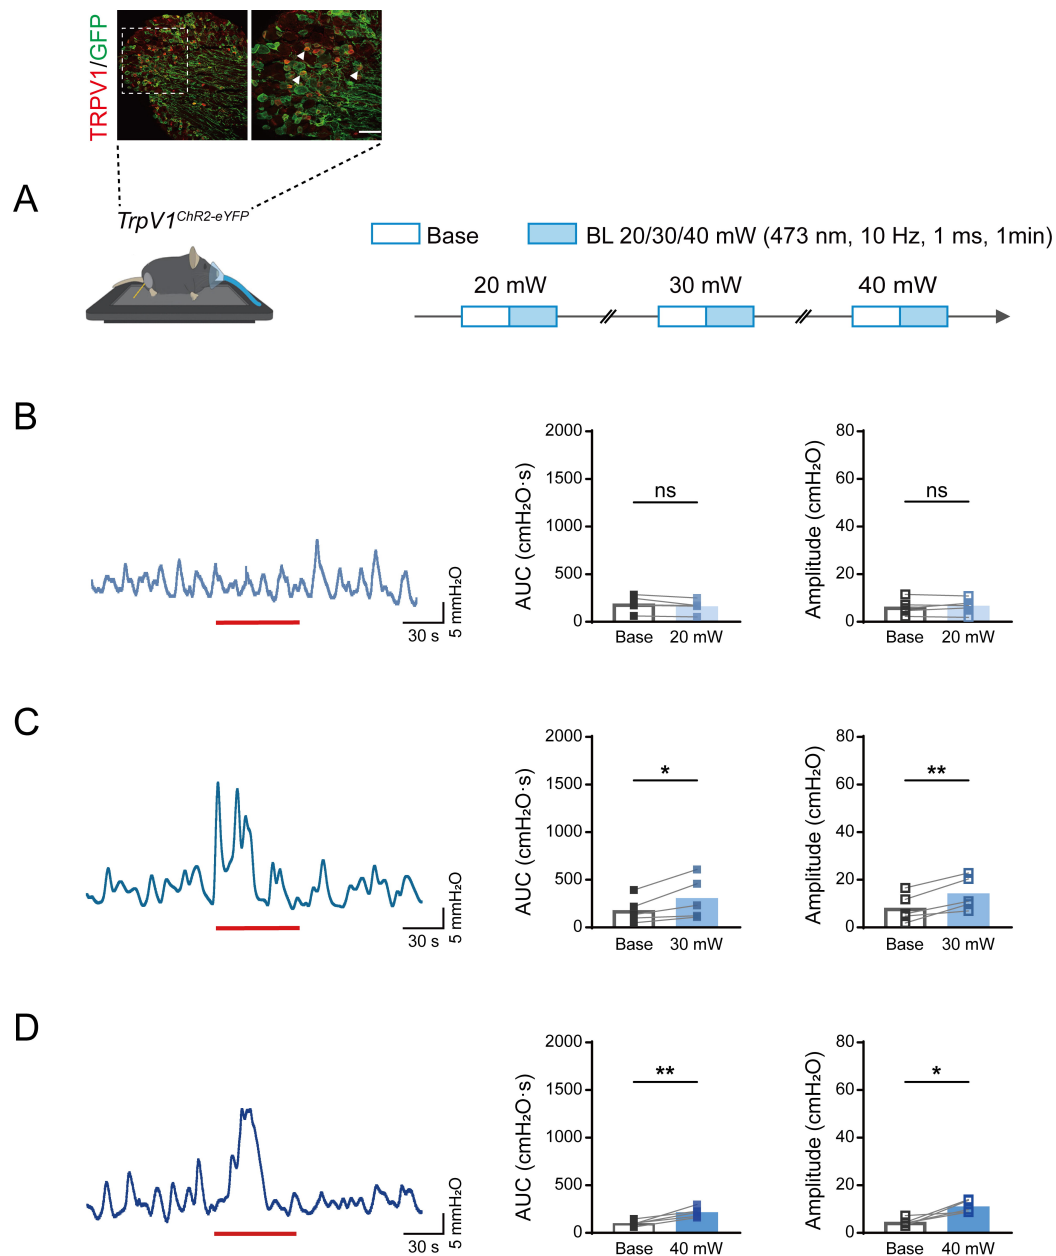 TRPV1/GFP
A
TrpV1ChR2-eYFP
Base
BL 20/30/40 mW (473 nm, 10 Hz, 1 ms, 1min)
20 mW
30 mW
40 mW
B
30 s
5 mmH₂O
AUC (cmH₂O·s)
2000
1500
1000
500
0
ns
Base
20 mW
Amplitude (cmH₂O)
80
60
40
20
0
ns
Base
20 mW
C
30 s
5 mmH₂O
AUC (cmH₂O·s)
2000
1500
1000
500
0
*
Base
30 mW
Amplitude (cmH₂O)
80
60
40
20
0
**
Base
30 mW
D
30 s
5 mmH₂O
AUC (cmH₂O·s)
2000
1500
1000
500
0
**
Base
40 mW
Amplitude (cmH₂O)
80
60
40
20
0
*
Base
40 mW